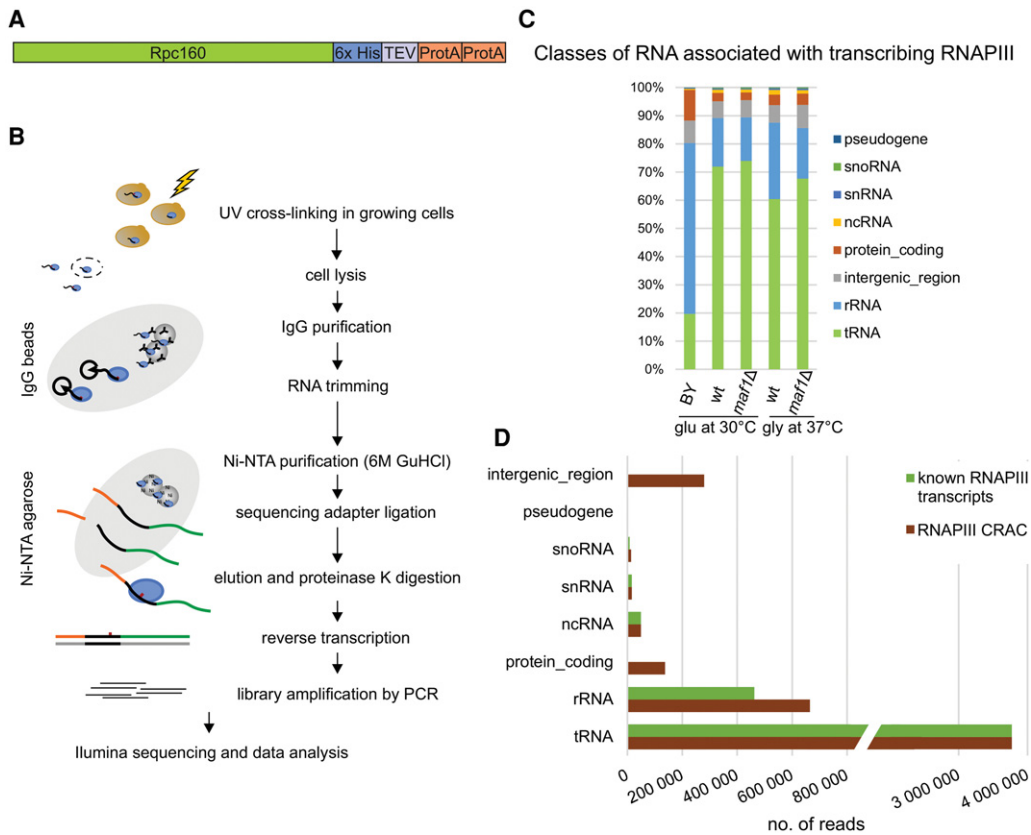 A
Rpc160 6x His TEV ProtA ProtA
B
UV cross-linking in growing cells
cell lysis
IgG purification
RNA trimming
Ni-NTA purification (6M GuHCl)
sequencing adapter ligation
elution and proteinase K digestion
reverse transcription
library amplification by PCR
Ilumina sequencing and data analysis
IgG beads
Ni-NTA agarose
C
Classes of RNA associated with transcribing RNAPIII
100%
90%
80%
70%
60%
50%
40%
30%
20%
10%
0%
BY wt maf1Δ wt maf1Δ
glu at 30°C gly at 37°C
pseudogene
snoRNA
snRNA
ncRNA
protein_coding
intergenic_region
rRNA
tRNA
D
intergenic_region
pseudogene
snoRNA
snRNA
ncRNA
protein_coding
rRNA
tRNA
0 200 000 400 000 600 000 800 000 3 000 000 4 000 000
no. of reads
known RNAPIII
transcripts
RNAPIII CRAC